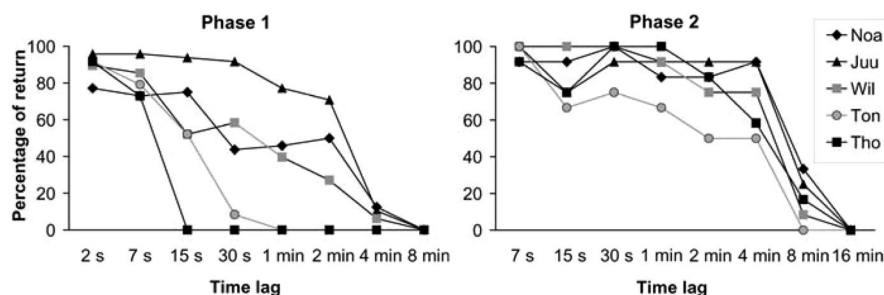 Phase 1
Percentage of return
100
80
60
40
20
0
2 s 7 s 15 s 30 s 1 min 2 min 4 min 8 min
Time lag
Phase 2
100
80
60
40
20
0
7 s 15 s 30 s 1 min 2 min 4 min 8 min 16 min
Time lag
Noa
Juu
Wil
Ton
Tho